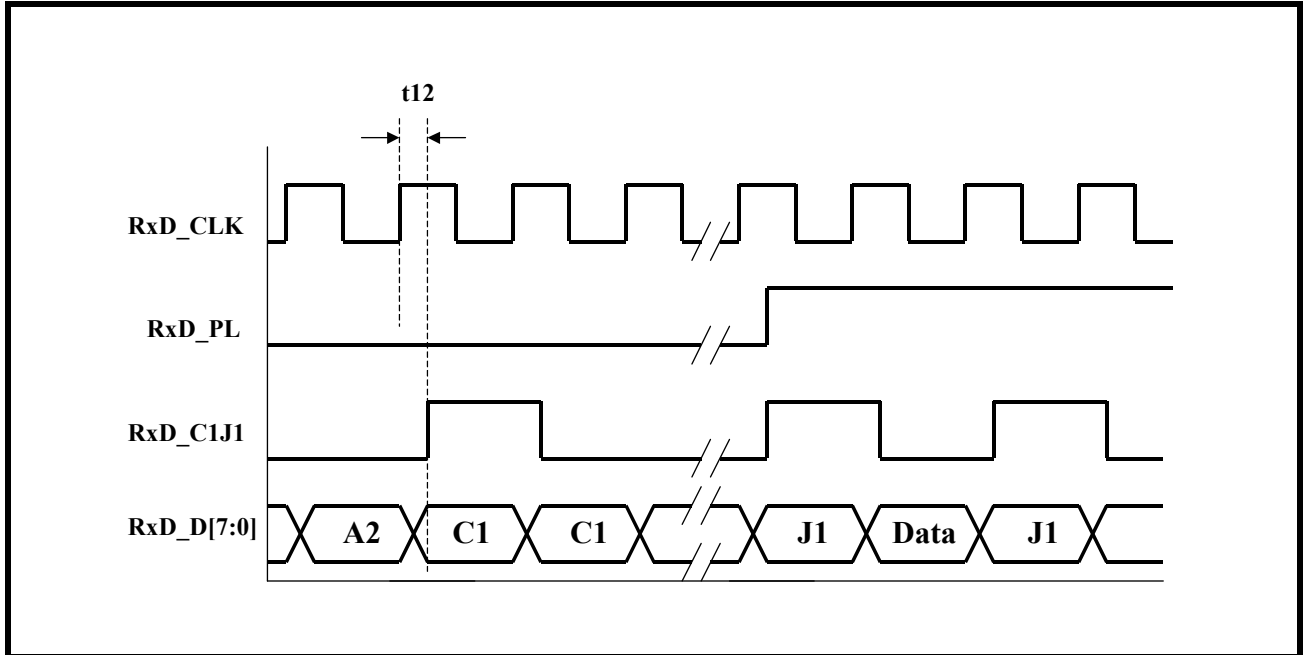 t12
RxD_CLK
RxD_PL
RxD_C1J1
RxD_D[7:0]
A2 C1 C1 J1 Data J1